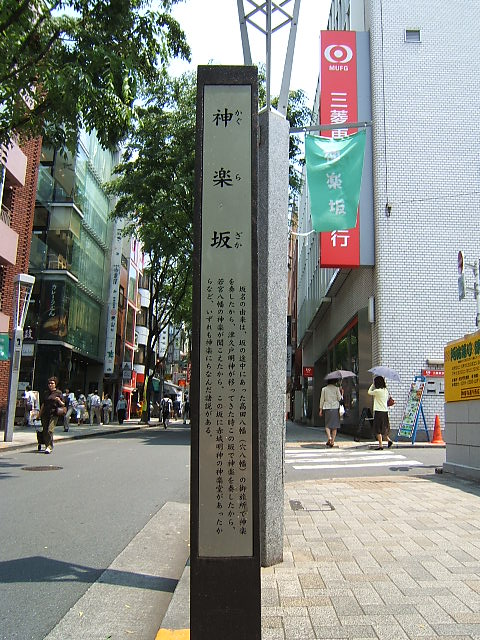 神楽坂
かぐ
ら
ざか
坂名の由来は、坂の途中にあった高田八幡(穴八幡)の御旅所で神楽
を奏したから、津久戸明神が移ってきた時この坂で神楽を奏したから、
若宮八幡の神楽が聞こえたから、この坂に赤城明神の神楽堂があったか
らなど、いずれも神楽にちなんだ諸説がある。
MUFG
三菱東
行
神楽坂
MUFG